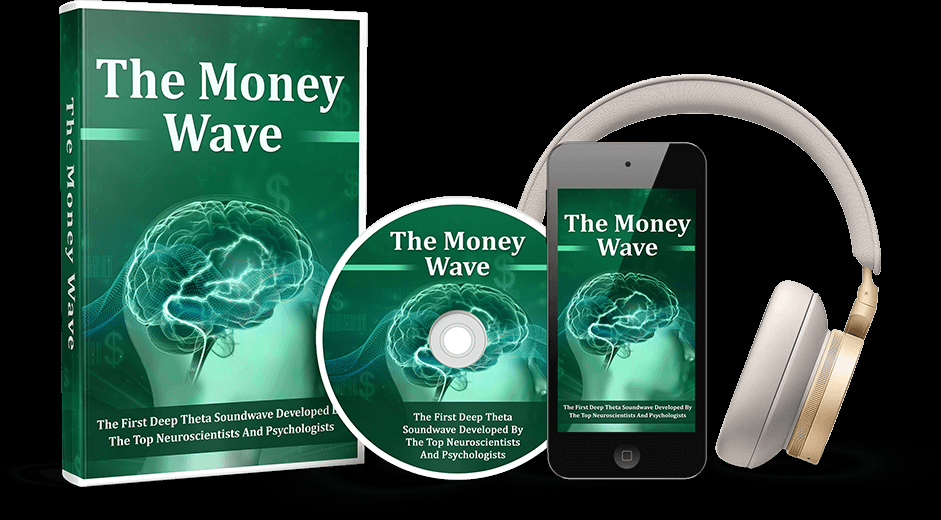 The Money
Wave
The Money Wave
The First Deep Theta Soundwave Developed
The Top Neuroscientists And Psychologists
The Money
Wave
The First Deep Theta
Soundwave Developed By
The Top Neuroscientists
And Psychologists
The Money
Wave
The First Deep Theta Soundwave Developed By
The Top Neuroscientists And Psychologists